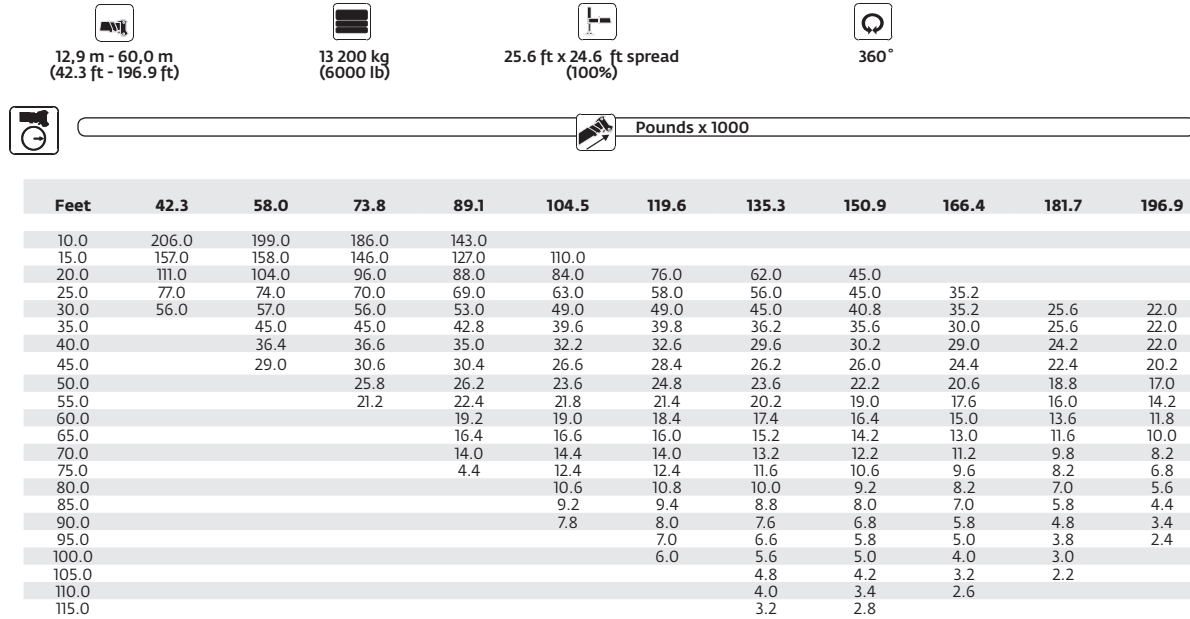 12,9 m - 60,0 m 13 200 kg 25.6 ft x 24.6 ft spread 360°
(42.3 ft - 196.9 ft) (6000 lb) (100%)
Pounds x 1000
Feet 42.3 58.0 73.8 89.1 104.5 119.6 135.3 150.9 166.4 181.7 196.9
10.0 206.0 199.0 186.0 143.0
15.0 157.0 158.0 146.0 127.0 110.0
20.0 111.0 104.0 96.0 88.0 84.0 76.0 62.0 45.0
25.0 77.0 74.0 70.0 69.0 63.0 58.0 56.0 45.0 35.2
30.0 56.0 57.0 56.0 53.0 49.0 49.0 45.0 40.8 35.2 25.6 22.0
35.0 45.0 45.0 42.8 39.6 39.8 36.2 35.6 30.0 25.6 22.0
40.0 36.4 36.6 35.0 32.2 32.6 29.6 30.2 29.0 24.2 22.0
45.0 29.0 30.6 30.4 26.6 28.4 26.2 26.0 24.4 22.4 20.2
50.0 25.8 26.2 23.6 24.8 23.6 22.2 20.6 18.8 17.0
55.0 21.2 22.4 21.8 21.4 20.2 19.0 17.6 16.0 14.2
60.0 19.2 19.0 18.4 17.4 16.4 15.0 13.6 11.8
65.0 16.4 16.6 16.0 15.2 14.2 13.0 11.6 10.0
70.0 14.0 14.4 14.0 13.2 12.2 11.2 9.8 8.2
75.0 4.4 12.4 12.4 11.6 10.6 9.6 8.2 6.8
80.0 10.6 10.8 10.0 9.2 8.2 7.0 5.6
85.0 9.2 9.4 8.8 8.0 7.0 5.8 4.4
90.0 7.8 8.0 7.6 6.8 5.8 4.8 3.4
95.0 7.0 6.6 5.8 5.0 3.8 2.4
100.0 6.0 5.6 5.0 4.0 3.0
105.0 4.8 4.2 3.2 2.2
110.0 4.0 3.4 2.6
115.0 3.2 2.8